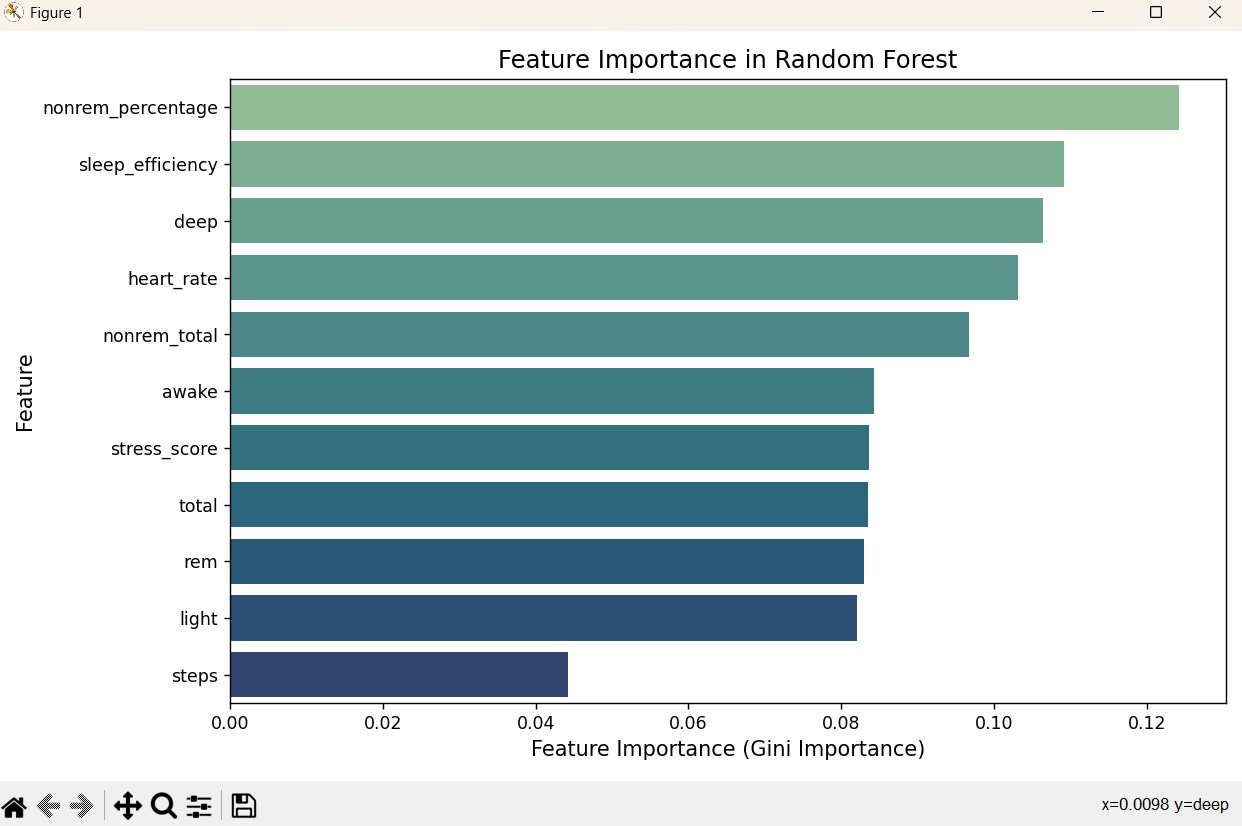 Figure 1
Feature Importance in Random Forest
nonrem_percentage
sleep_efficiency
deep
heart_rate
nonrem_total
awake
stress_score
total
rem
light
steps
Feature
0.00 0.02 0.04 0.06 0.08 0.10 0.12
Feature Importance (Gini Importance)
x=0.0098 y=deep